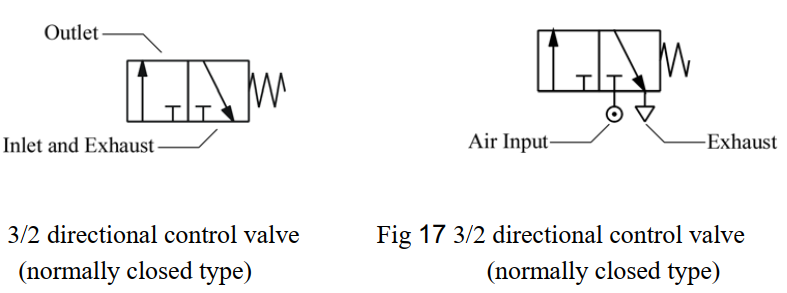 Outlet
Inlet and Exhaust
3/2 directional control valve
(normally closed type)
Air Input
Exhaust
Fig 17 3/2 directional control valve
(normally closed type)